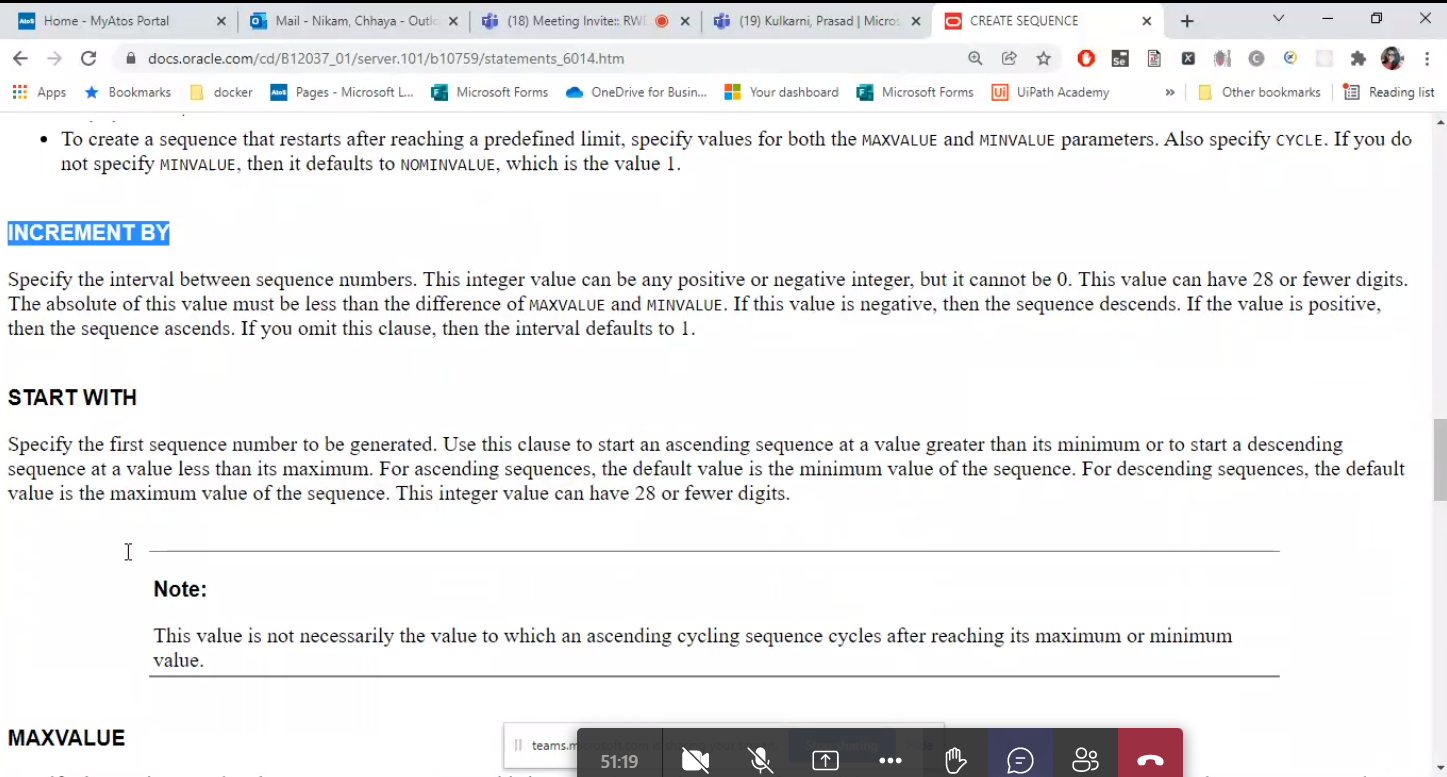 Home - MyAtos Portal
Mail - Nikam, Chhaya - Outlo
(18) Meeting Invite:: RWE
(19) Kulkarni, Prasad | Micros
CREATE SEQUENCE
docs.oracle.com/cd/B12037_01/server.101/b10759/statements_6014.htm
Apps
Bookmarks
docker
Pages - Microsoft L...
Microsoft Forms
OneDrive for Busin...
Your dashboard
Microsoft Forms
UiPath Academy
»
Other bookmarks
Reading list
• To create a sequence that restarts after reaching a predefined limit, specify values for both the MAXVALUE and MINVALUE parameters. Also specify CYCLE. If you do
not specify MINVALUE, then it defaults to NOMINVALUE, which is the value 1.
INCREMENT BY
Specify the interval between sequence numbers. This integer value can be any positive or negative integer, but it cannot be 0. This value can have 28 or fewer digits.
The absolute of this value must be less than the difference of MAXVALUE and MINVALUE. If this value is negative, then the sequence descends. If the value is positive,
then the sequence ascends. If you omit this clause, then the interval defaults to 1.
START WITH
Specify the first sequence number to be generated. Use this clause to start an ascending sequence at a value greater than its minimum or to start a descending
sequence at a value less than its maximum. For ascending sequences, the default value is the minimum value of the sequence. For descending sequences, the default
value is the maximum value of the sequence. This integer value can have 28 or fewer digits.
Note:
This value is not necessarily the value to which an ascending cycling sequence cycles after reaching its maximum or minimum
value.
MAXVALUE
teams.m
51:19